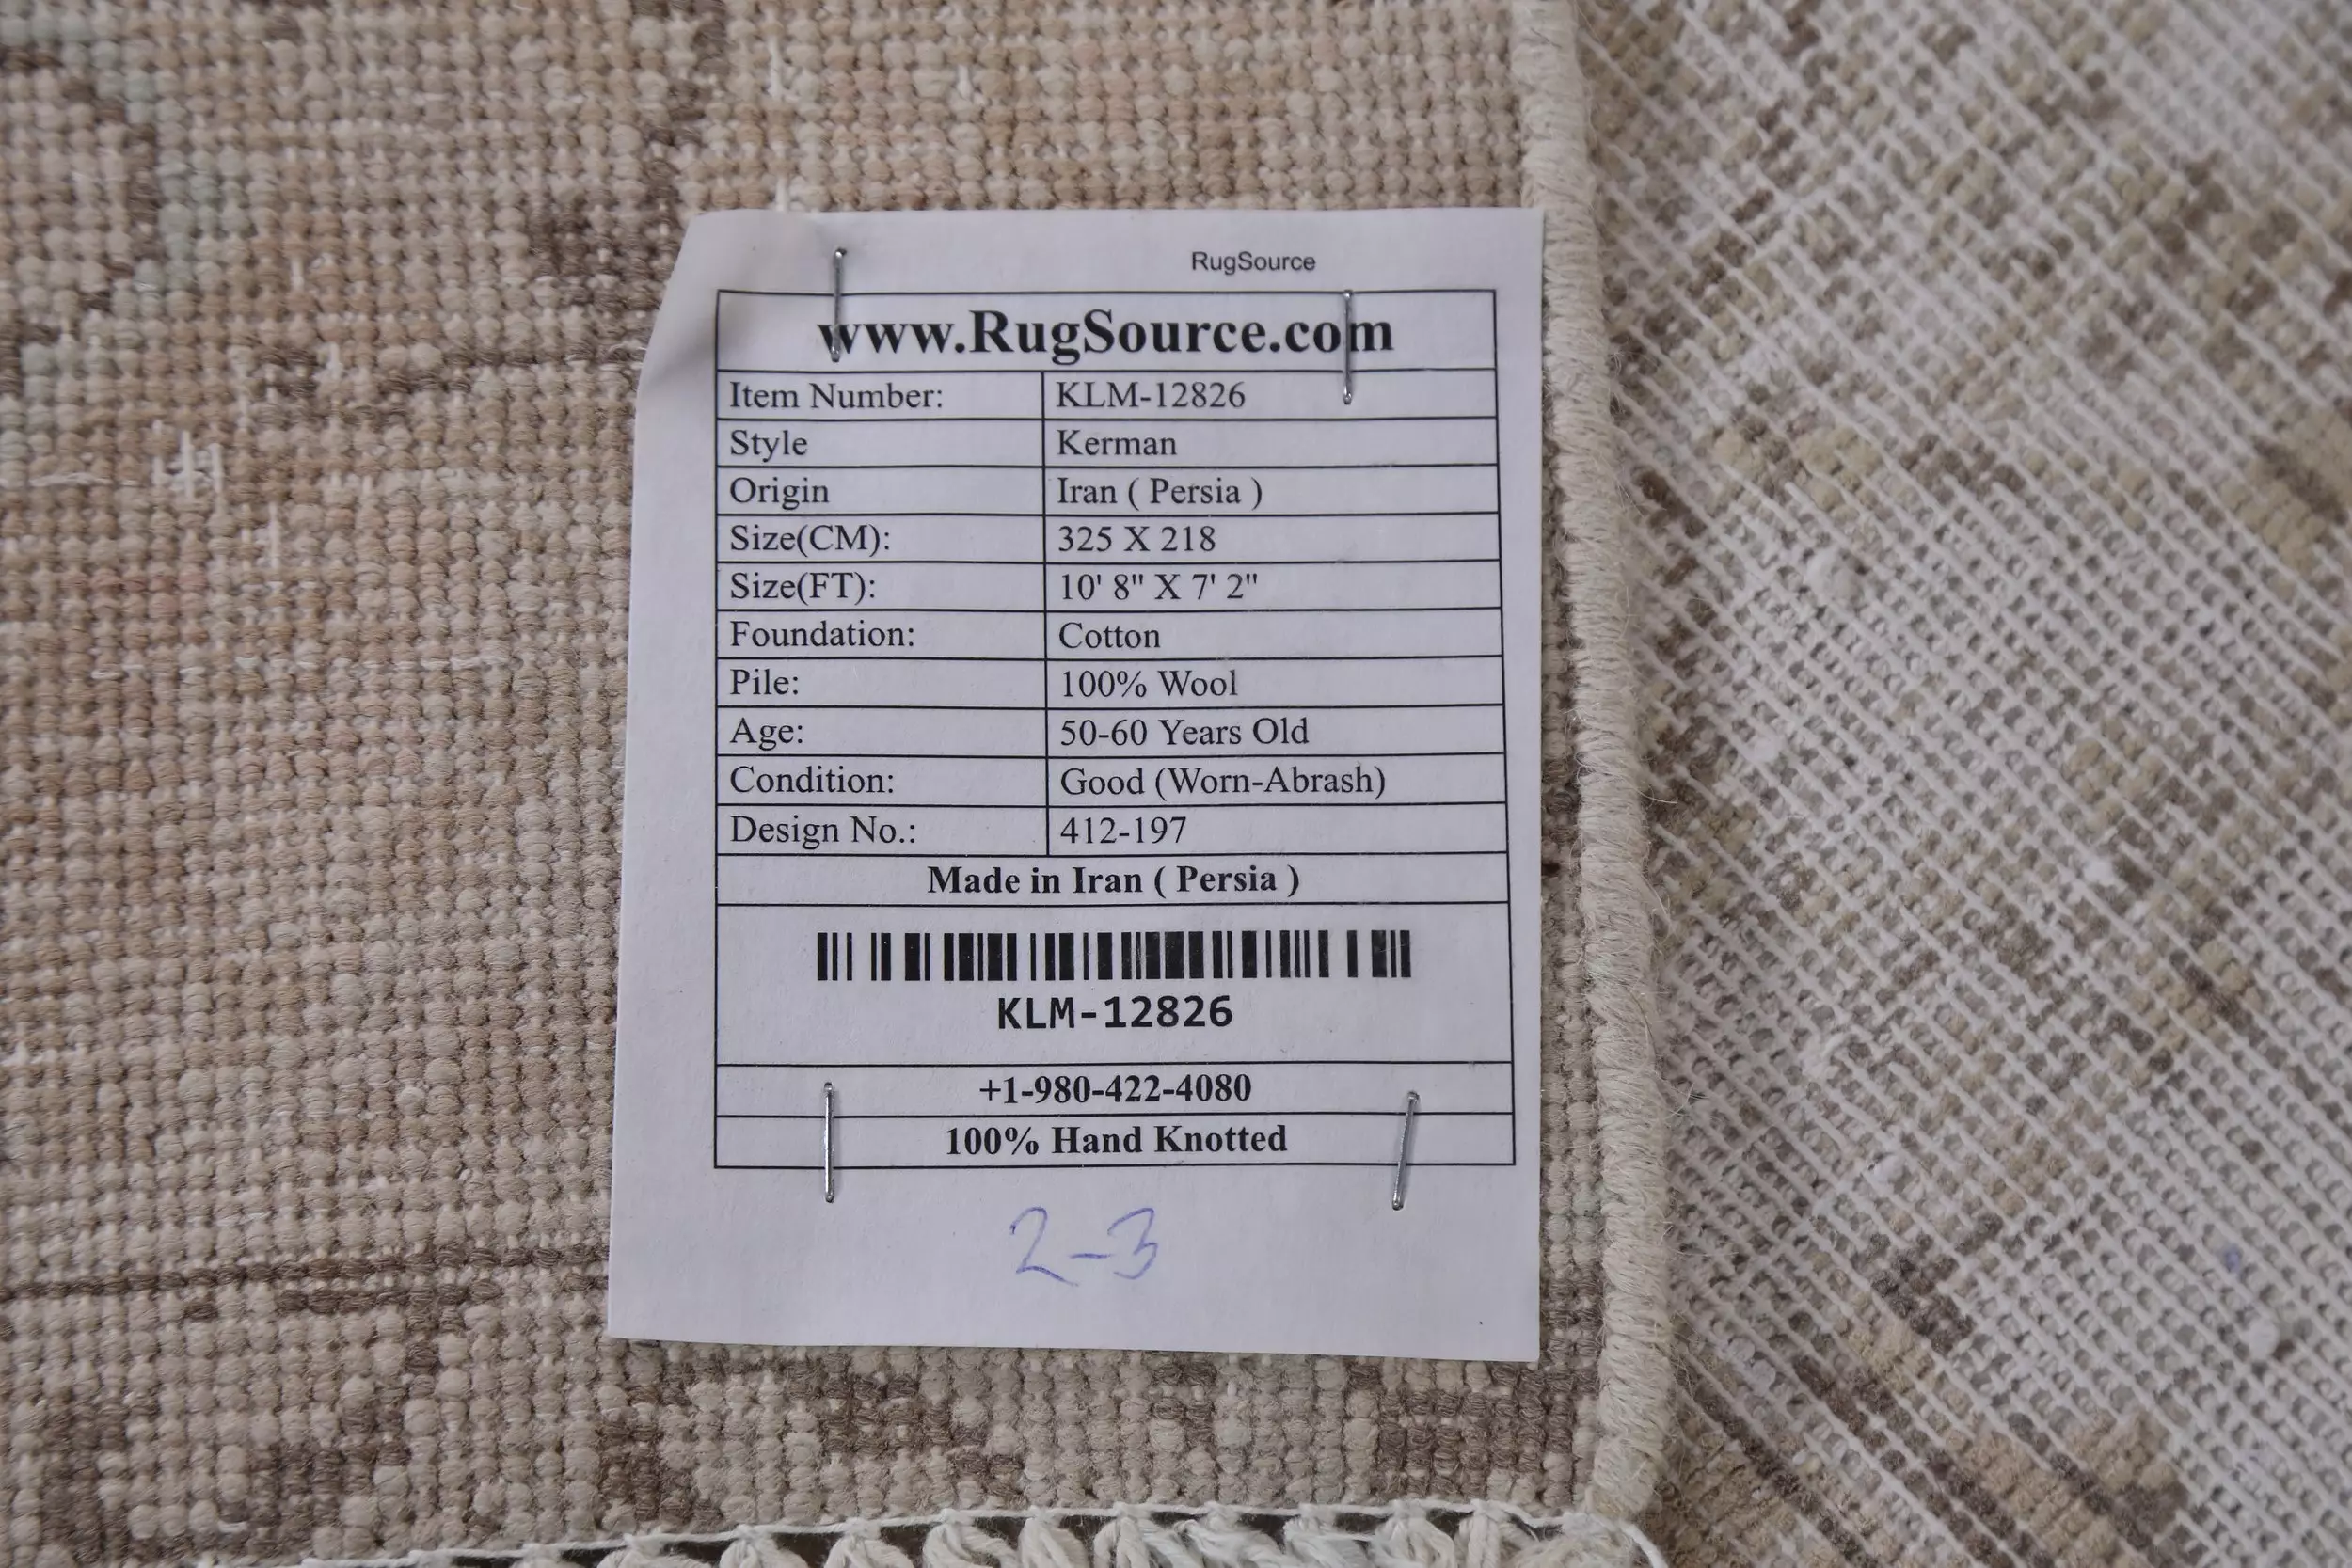 RugSource
www.RugSource.com
Item Number: KLM-12826
Style Kerman
Origin Iran ( Persia )
Size(CM): 325 X 218
Size(FT): 10' 8" X 7' 2"
Foundation: Cotton
Pile: 100% Wool
Age: 50-60 Years Old
Condition: Good (Worn-Abrash)
Design No.: 412-197
Made in Iran ( Persia )
KLM-12826
+1-980-422-4080
100% Hand Knotted
2-3